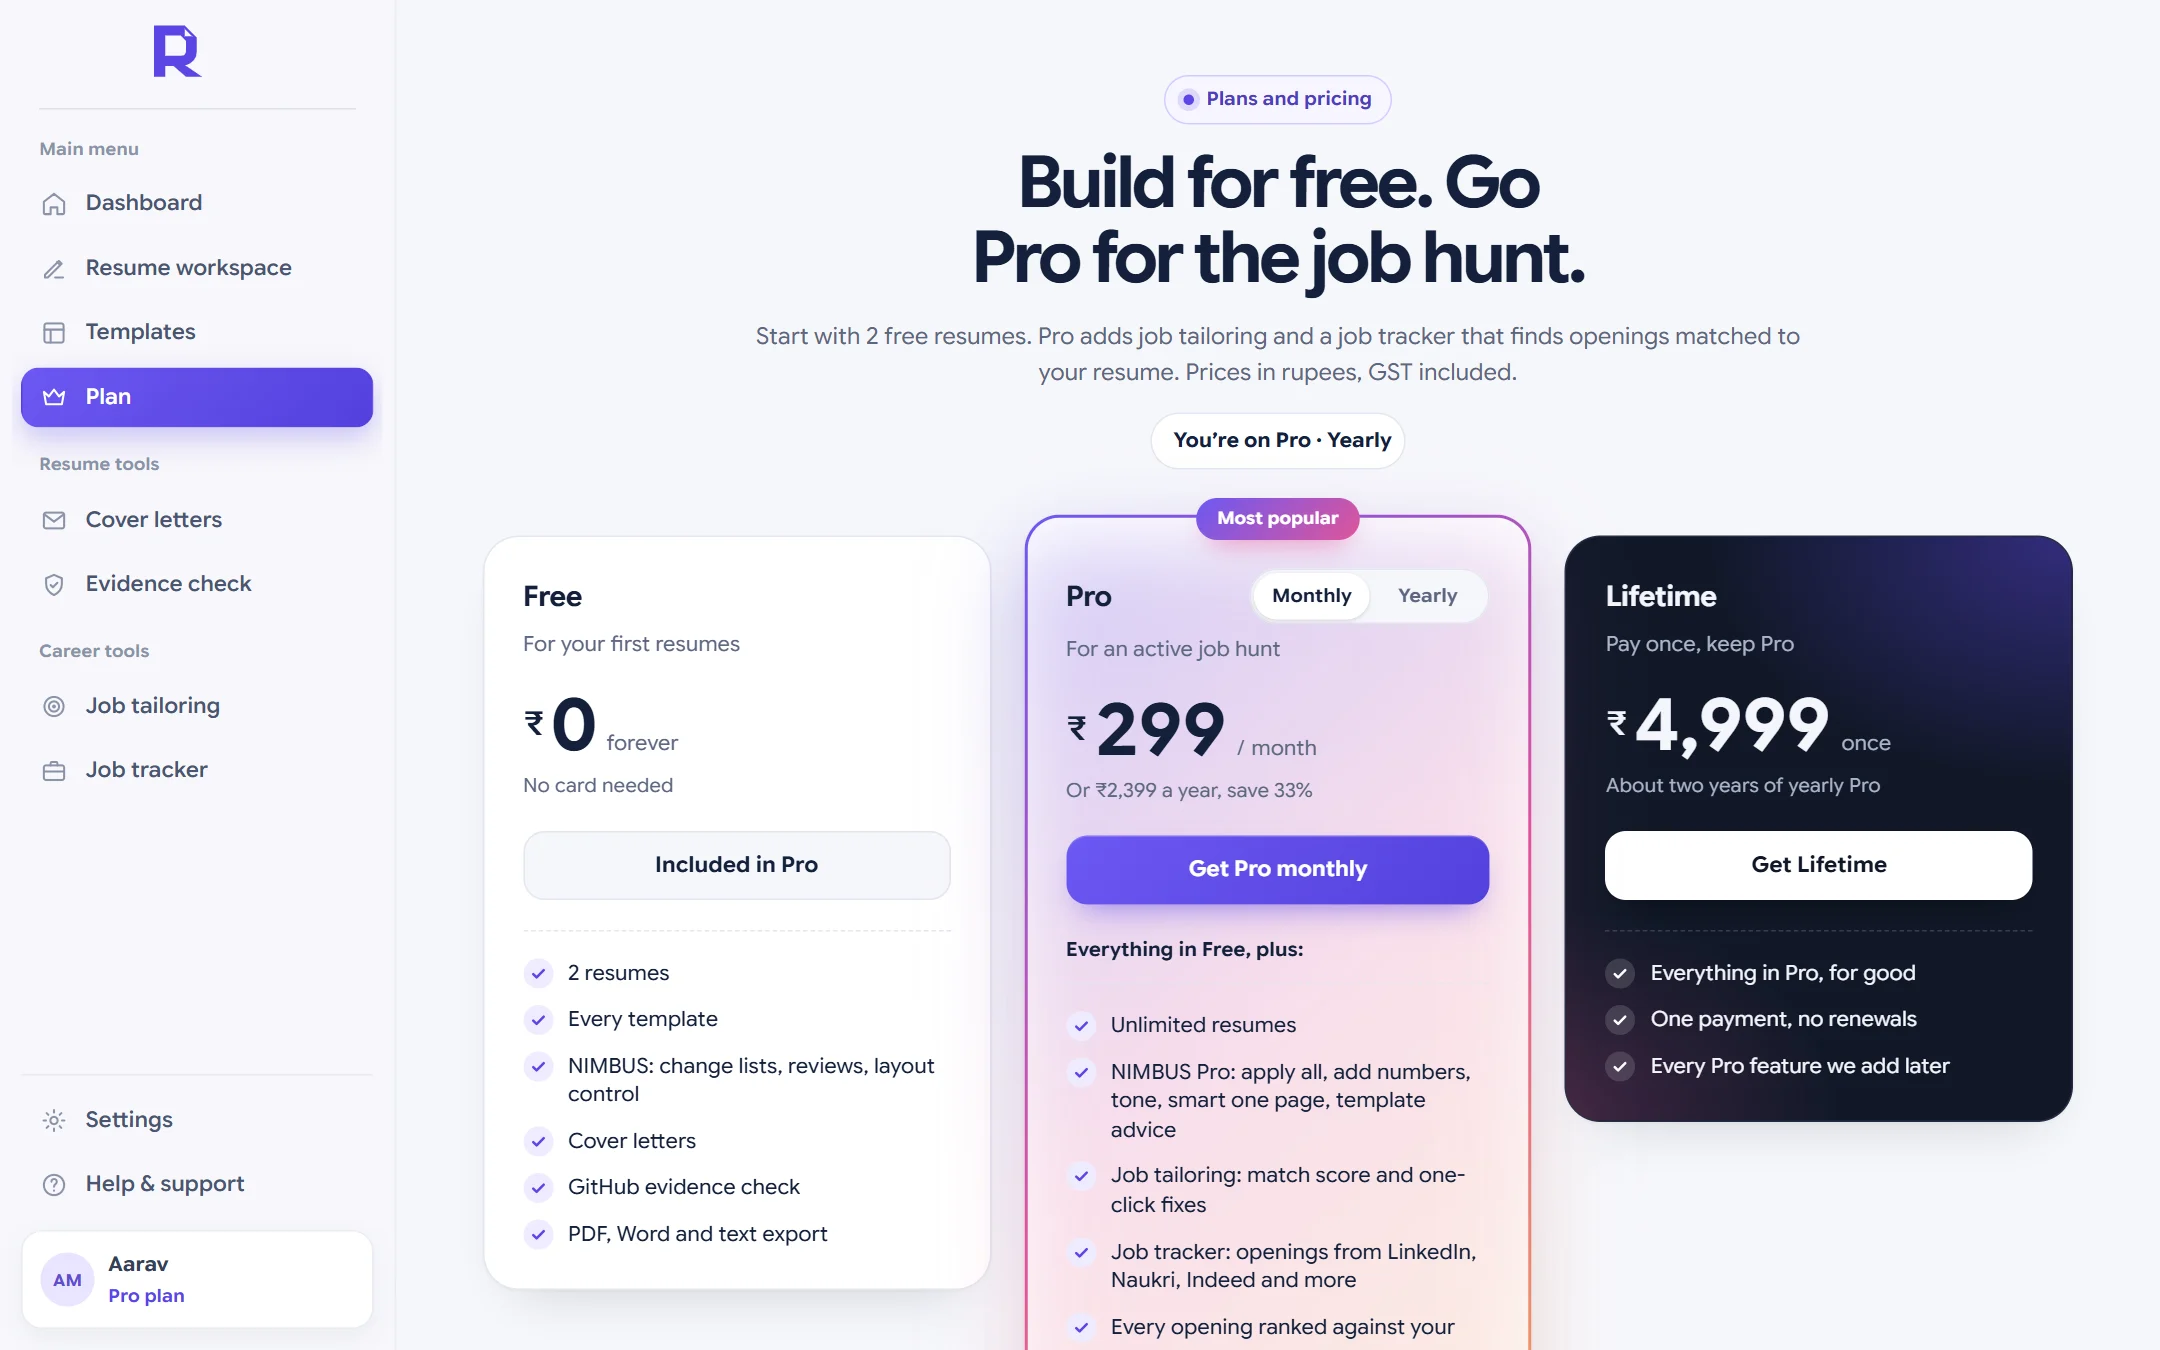 Main menu
Dashboard
Resume workspace
Templates
Plan
Resume tools
Cover letters
Evidence check
Career tools
Job tailoring
Job tracker
Settings
Help & support
AM
Aarav
Pro plan
Plans and pricing
Build for free. Go
Pro for the job hunt.
Start with 2 free resumes. Pro adds job tailoring and a job tracker that finds openings matched to
your resume. Prices in rupees, GST included.
You’re on Pro · Yearly
Free
For your first resumes
₹0 forever
No card needed
Included in Pro
2 resumes
Every template
NIMBUS: change lists, reviews, layout
control
Cover letters
GitHub evidence check
PDF, Word and text export
Most popular
Pro
Monthly
Yearly
For an active job hunt
₹299 / month
Or ₹2,399 a year, save 33%
Get Pro monthly
Everything in Free, plus:
Unlimited resumes
NIMBUS Pro: apply all, add numbers,
tone, smart one page, template
advice
Job tailoring: match score and one-
click fixes
Job tracker: openings from LinkedIn,
Naukri, Indeed and more
Every opening ranked against your
Lifetime
Pay once, keep Pro
₹4,999 once
About two years of yearly Pro
Get Lifetime
Everything in Pro, for good
One payment, no renewals
Every Pro feature we add later